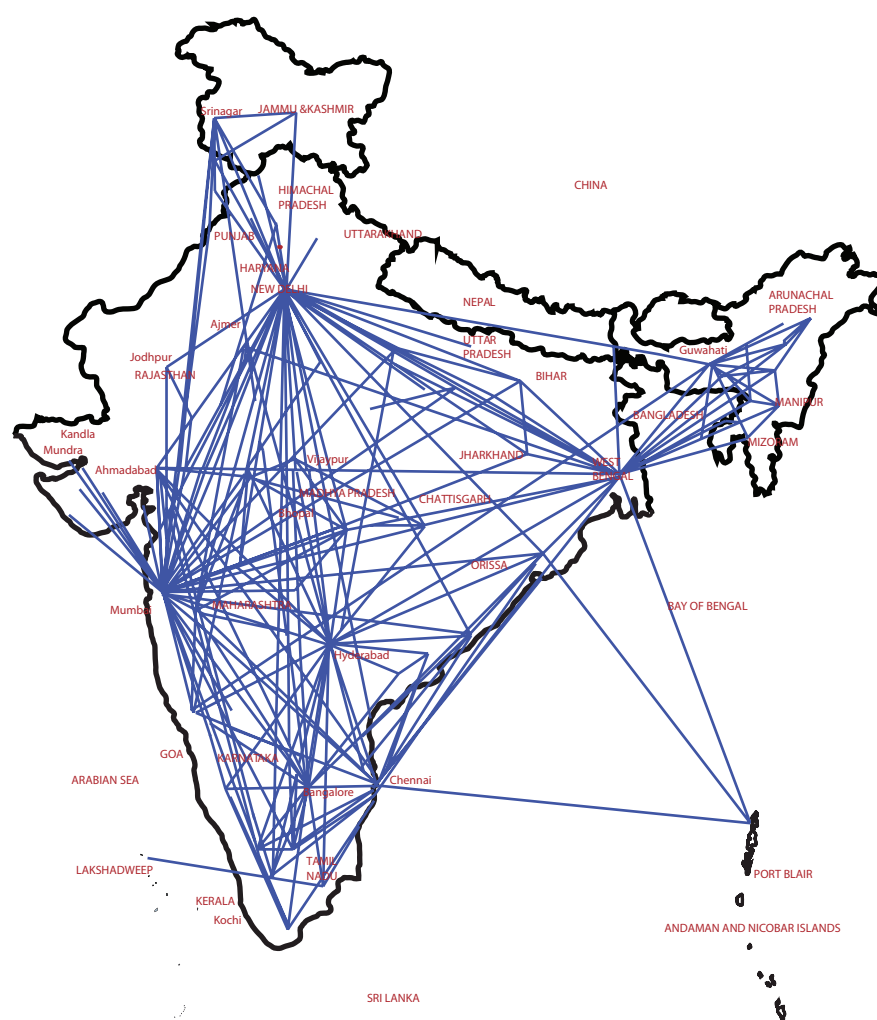 Srinagar
JAMMU &KASHMIR
CHINA
HIMACHAL
PRADESH
PUNJAB
UTTARAKHAND
HARYANA
NEW DELHI
NEPAL
ARUNACHAL
PRADESH
Ajmer
UTTAR
PRADESH
Guwahati
Jodhpur
RAJASTHAN
BIHAR
MANIPUR
BANGLADESH
Kandla
Mundra
MIZORAM
Ahmadabad
Vijaypur
JHARKHAND
WEST
BENGAL
MADHYA PRADESH
CHATTISGARH
Bhopal
ORISSA
Mumbai
MAHARASHTRA
BAY OF BENGAL
Hyderabad
GOA
KARNATAKA
ARABIAN SEA
Chennai
Bangalore
LAKSHADWEEP
TAMIL
NADU
PORT BLAIR
KERALA
Kochi
ANDAMAN AND NICOBAR ISLANDS
SRI LANKA